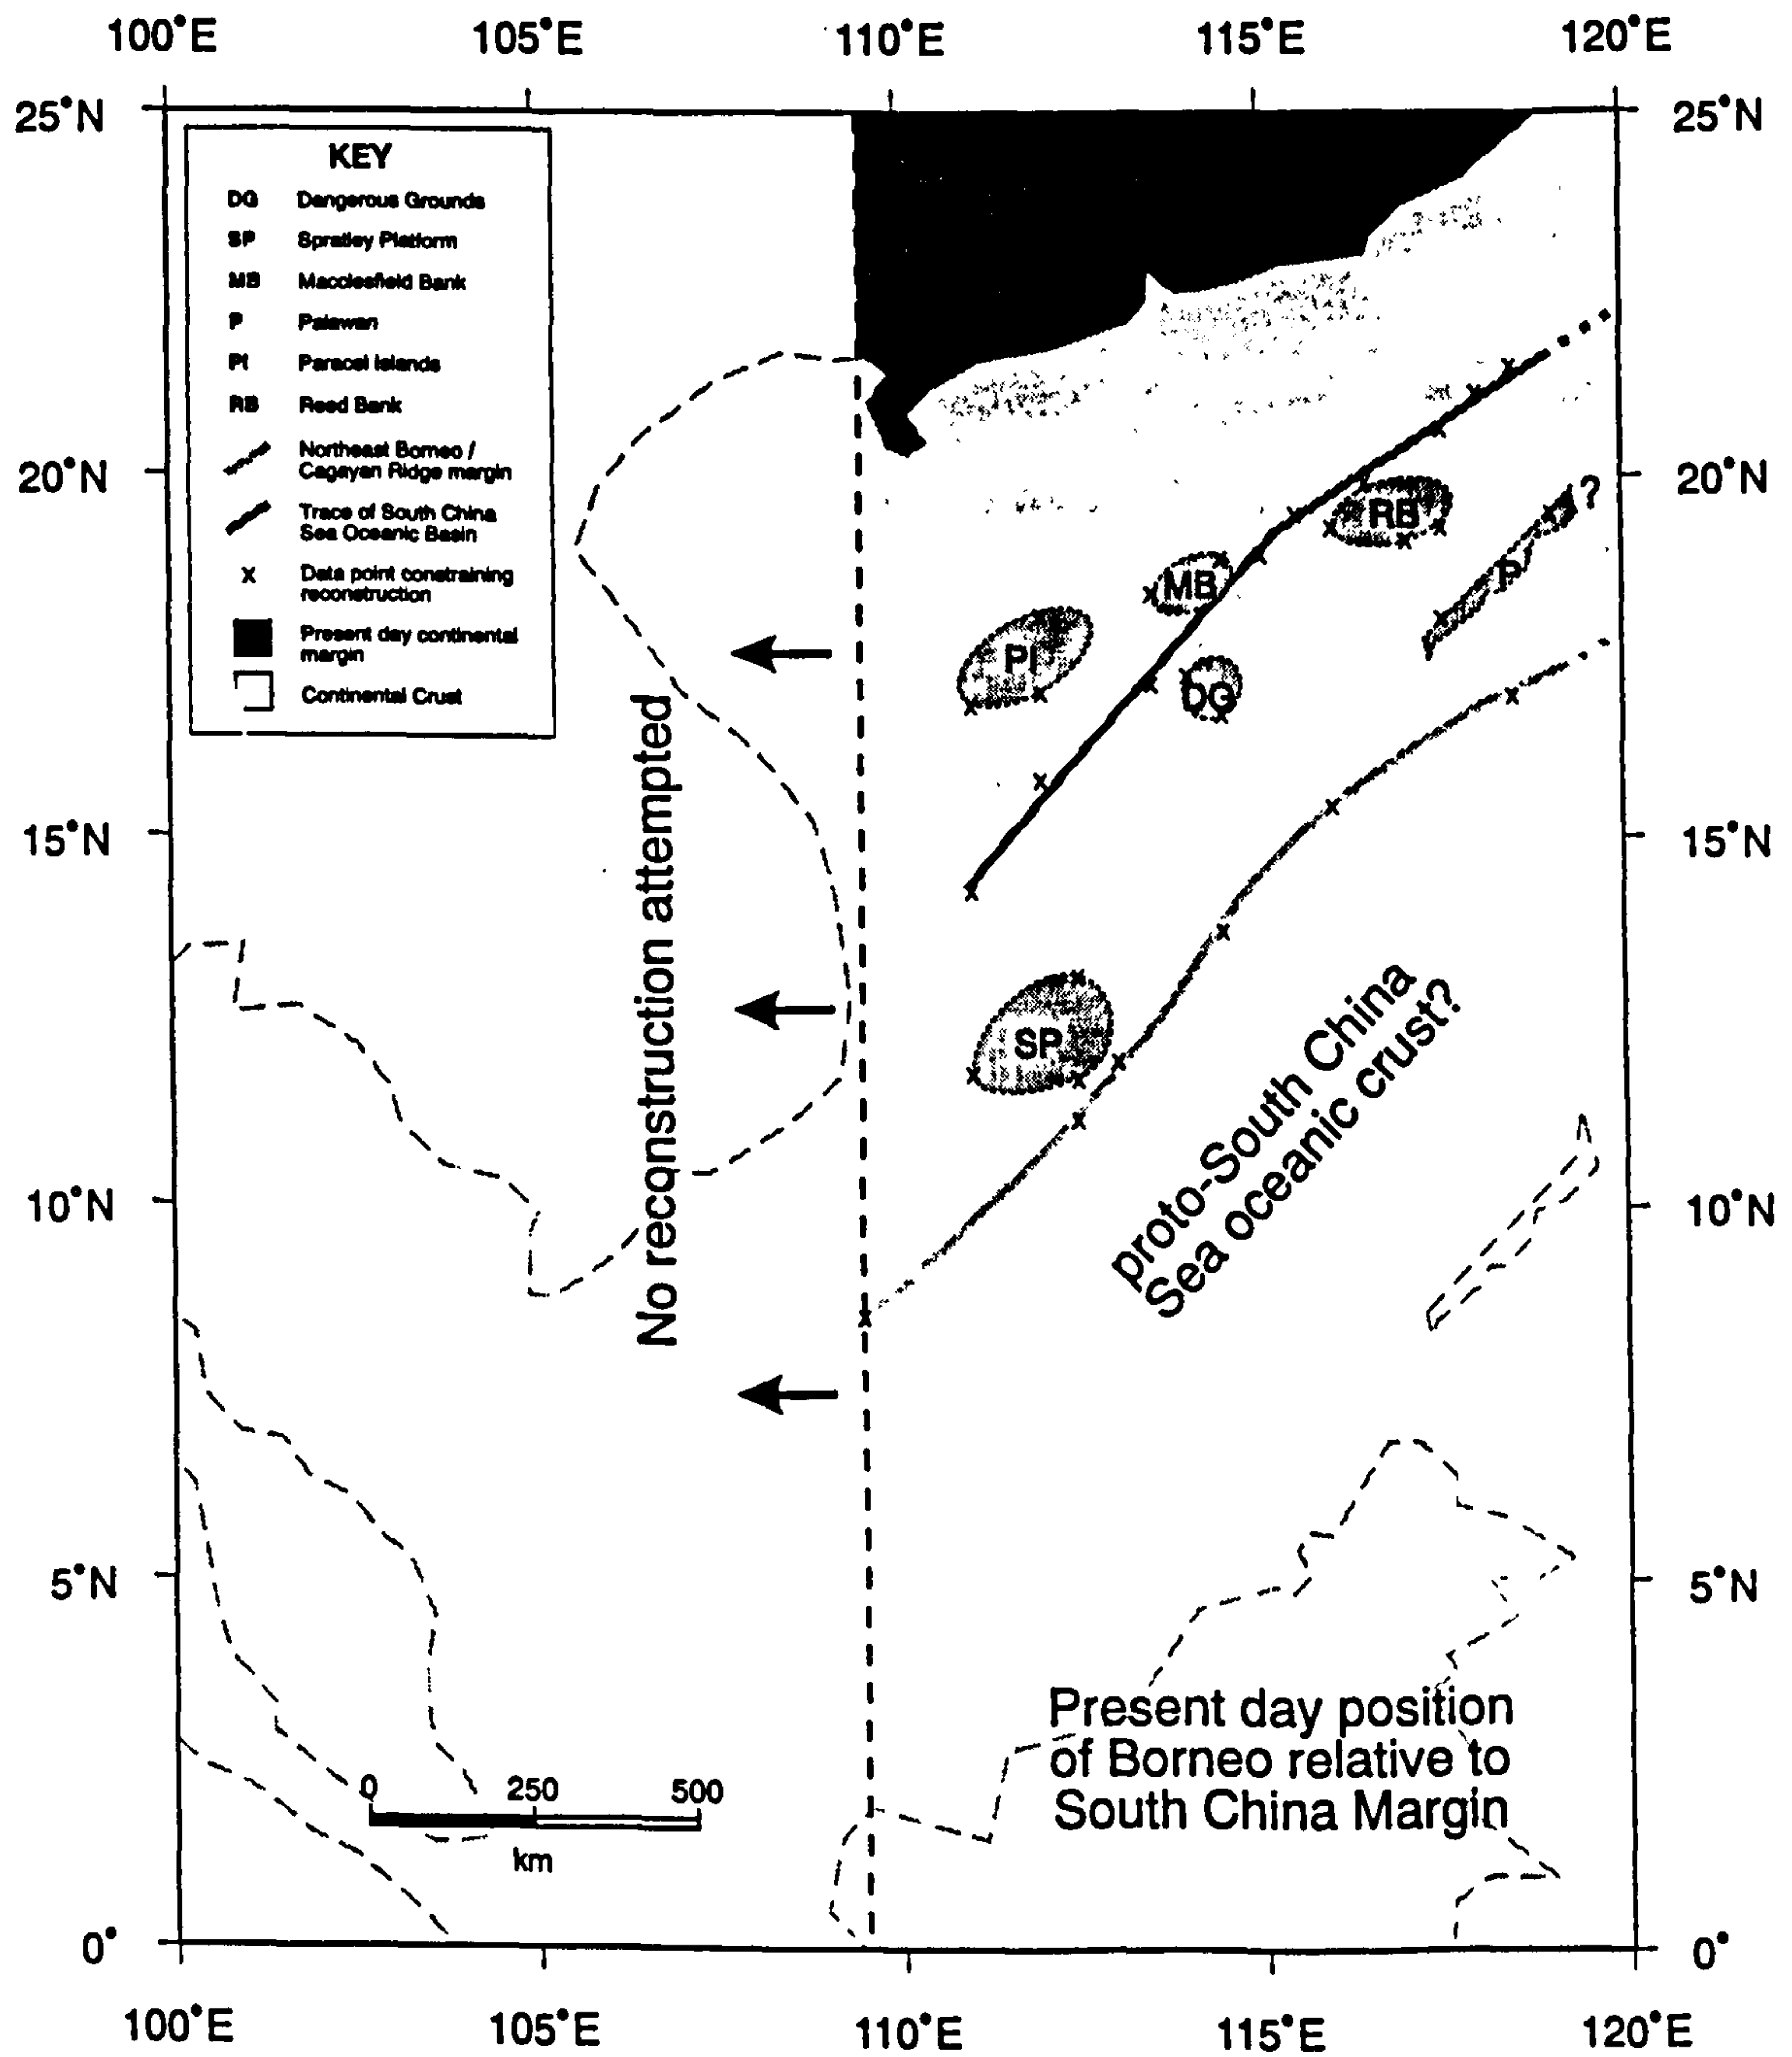 100°E 105°E 110°E 115°E 120°E
25°N 25°N
KEY
DG Dangerous Grounds
SP Spratley Platform
MB Macclesfield Bank
P Palawan
PI Paracel Islands
RB Reed Bank
Northeast Borneo /
Cagayan Ridge margin
Trace of South China
Sea Oceanic Basin
x Data point constraining
reconstruction
Present day continental
margin
Continental Crust
20°N 20°N
RB
?
P
MB
PI
DG
No reconstruction attempted
15°N 15°N
SP
proto-South China
Sea oceanic crust?
10°N 10°N
5°N 5°N
Present day position
of Borneo relative to
South China Margin
0 250 500
km
0° 0°
100°E 105°E 110°E 115°E 120°E